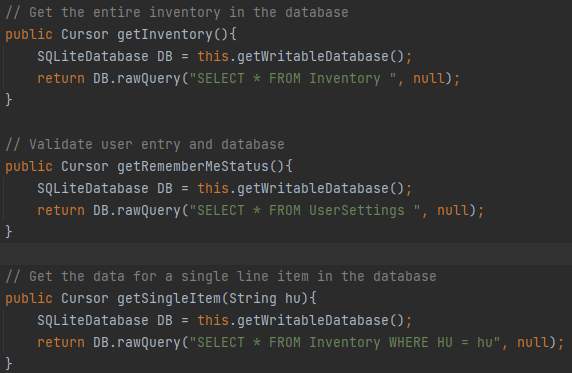 // Get the entire inventory in the database
public Cursor getInventory(){
    SQLiteDatabase DB = this.getWritableDatabase();
    return DB.rawQuery("SELECT * FROM Inventory ", null);
}
// Validate user entry and database
public Cursor getRememberMeStatus(){
    SQLiteDatabase DB = this.getWritableDatabase();
    return DB.rawQuery("SELECT * FROM UserSettings ", null);
}
// Get the data for a single line item in the database
public Cursor getSingleItem(String hu){
    SQLiteDatabase DB = this.getWritableDatabase();
    return DB.rawQuery("SELECT * FROM Inventory WHERE HU = hu", null);
}